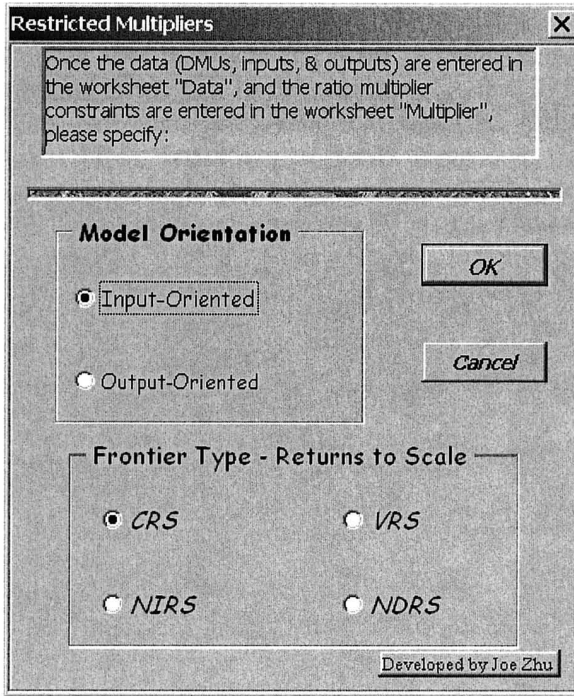 Restricted Multipliers
Once the data (DMUs, inputs, & outputs) are entered in
the worksheet "Data", and the ratio multiplier
constraints are entered in the worksheet "Multiplier",
please specify:
Model Orientation
Input-Oriented
Output-Oriented
OK
Cancel
Frontier Type - Returns to Scale
CRS
VRS
NIRS
NDRS
Developed by Joe Zhu